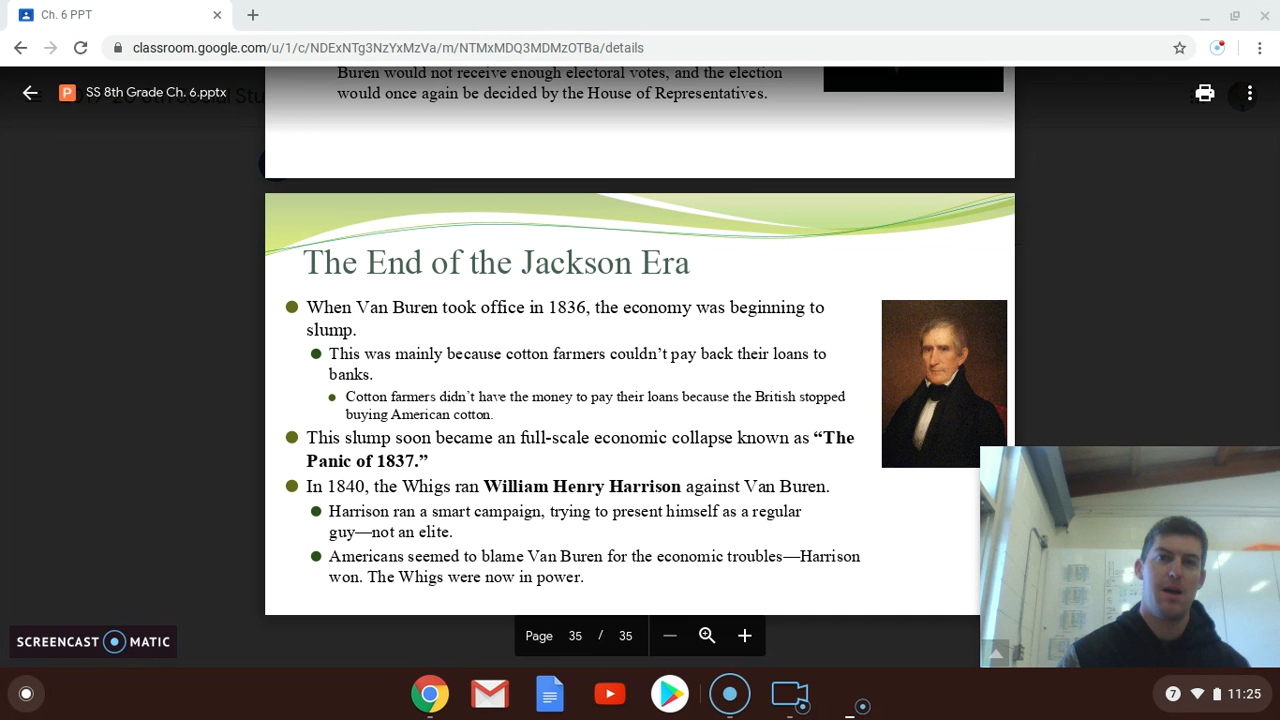 Ch. 6 PPT
classroom.google.com/u/1/c/NDExNTg3NzYxMzVa/m/NTMxMDQ3MDMzOTBa/details
SS 8th Grade Ch. 6.pptx
Buren would not receive enough electoral votes, and the election
would once again be decided by the House of Representatives.
The End of the Jackson Era
When Van Buren took office in 1836, the economy was beginning to
slump.
This was mainly because cotton farmers couldn’t pay back their loans to
banks.
Cotton farmers didn’t have the money to pay their loans because the British stopped
buying American cotton.
This slump soon became an full-scale economic collapse known as “The
Panic of 1837.”
In 1840, the Whigs ran William Henry Harrison against Van Buren.
Harrison ran a smart campaign, trying to present himself as a regular
guy—not an elite.
Americans seemed to blame Van Buren for the economic troubles—Harrison
won. The Whigs were now in power.
Page 35 / 35
SCREENCAST MATIC
7 11:25